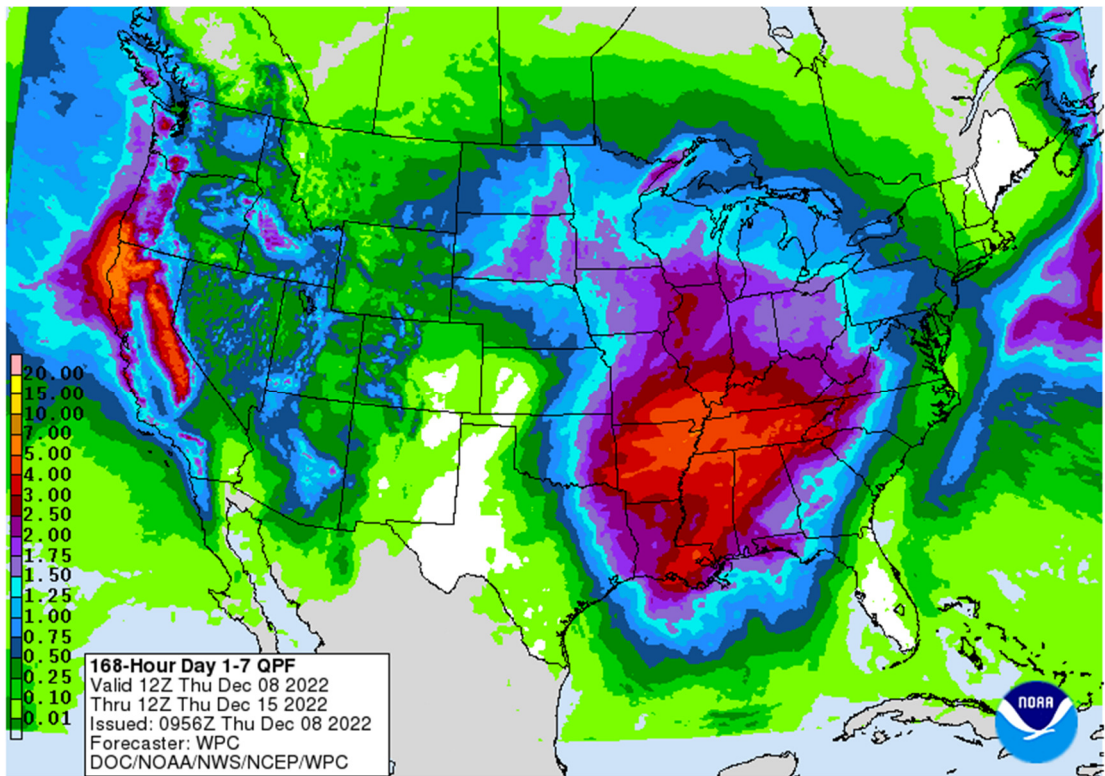 20.00
15.00
10.00
7.00
5.00
4.00
3.00
2.50
2.00
1.75
1.50
1.25
1.00
0.75
0.50
0.25
0.10
0.01
168-Hour Day 1-7 QPF
Valid 12Z Thu Dec 08 2022
Thru 12Z Thu Dec 15 2022
Issued: 0956Z Thu Dec 08 2022
Forecaster: WPC
DOC/NOAA/NWS/NCEP/WPC
NOAA